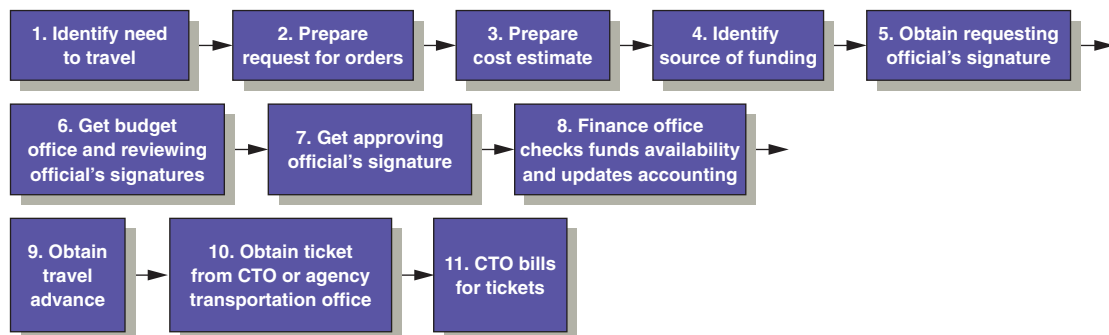 1. Identify need
to travel
2. Prepare
request for orders
3. Prepare
cost estimate
4. Identify
source of funding
5. Obtain requesting
official's signature
6. Get budget
office and reviewing
official's signatures
7. Get approving
official's signature
8. Finance office
checks funds availability
and updates accounting
9. Obtain
travel
advance
10. Obtain ticket
from CTO or agency
transportation office
11. CTO bills
for tickets